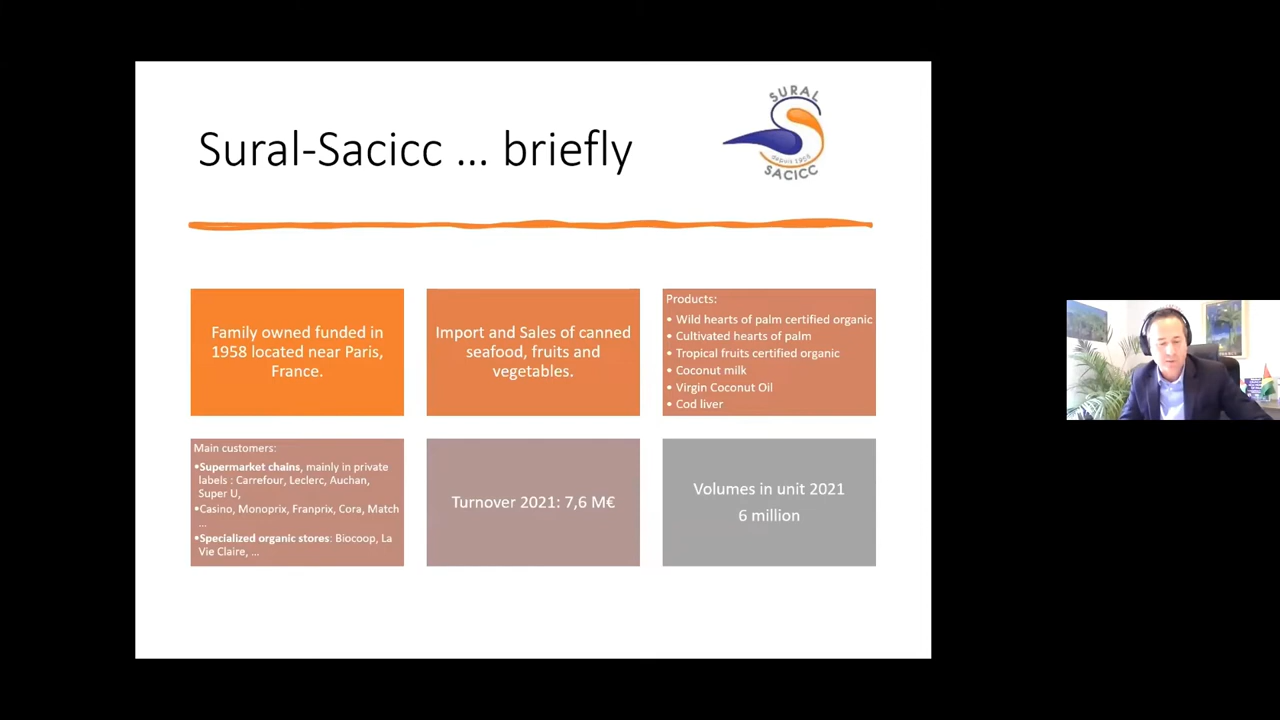 Sural-Sacicc ... briefly
SURAL
depuis 1958
SACICC
Family owned funded in
1958 located near Paris,
France.
Import and Sales of canned
seafood, fruits and
vegetables.
Products:
• Wild hearts of palm certified organic
• Cultivated hearts of palm
• Tropical fruits certified organic
• Coconut milk
• Virgin Coconut Oil
• Cod liver
Main customers:
•Supermarket chains, mainly in private
labels : Carrefour, Leclerc, Auchan,
Super U,
•Casino, Monoprix, Franprix, Cora, Match
...
•Specialized organic stores: Biocoop, La
Vie Claire, ...
Turnover 2021: 7,6 M€
Volumes in unit 2021
6 million